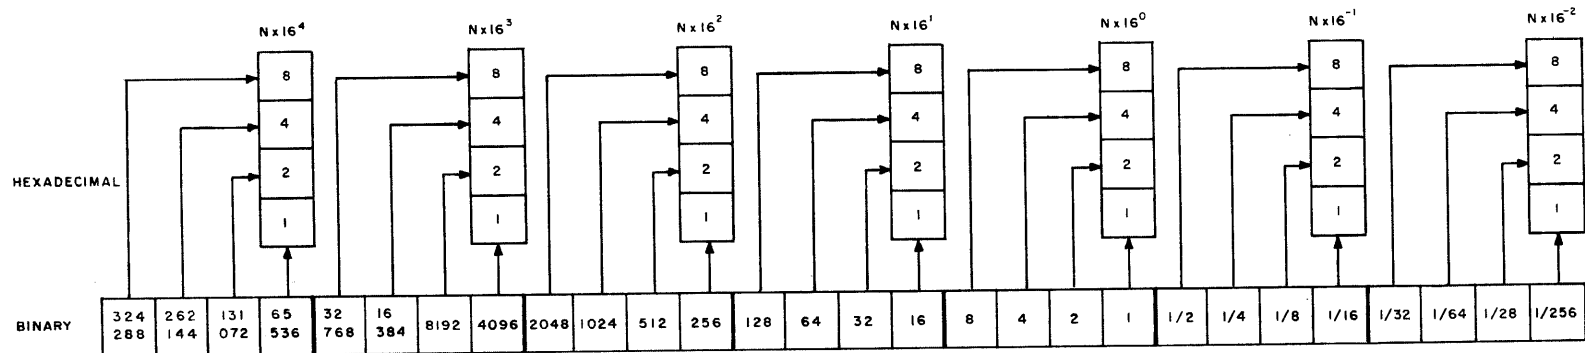 N x 16^4 N x 16^3 N x 16^2 N x 16^1 N x 16^0 N x 16^-1 N x 16^-2
8 8 8 8 8 8 8
4 4 4 4 4 4 4
2 2 2 2 2 2 2
HEXADECIMAL
1 1 1 1 1 1 1
BINARY
324 288 262 144 131 072 65 536 32 768 16 384 8192 4096 2048 1024 512 256 128 64 32 16 8 4 2 1 1/2 1/4 1/8 1/16 1/32 1/64 1/28 1/256